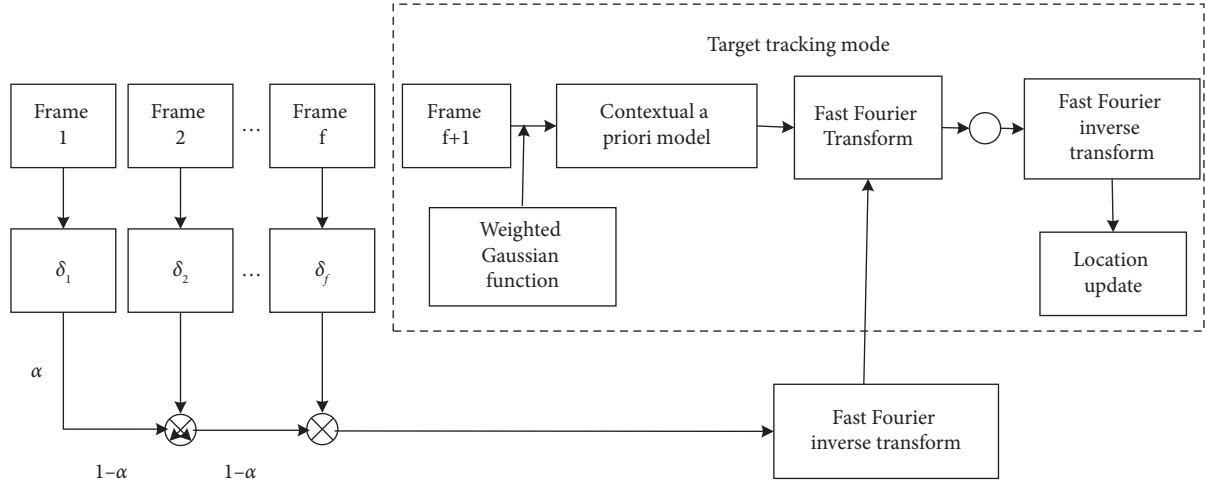 Target tracking mode
Frame
1
Frame
2
...
Frame
f
Frame
f+1
Contextual a
priori model
Fast Fourier
Transform
Fast Fourier
inverse
transform
δ1
δ2
...
δf
Weighted
Gaussian
function
Location
update
α
Fast Fourier
inverse transform
1–α
1–α